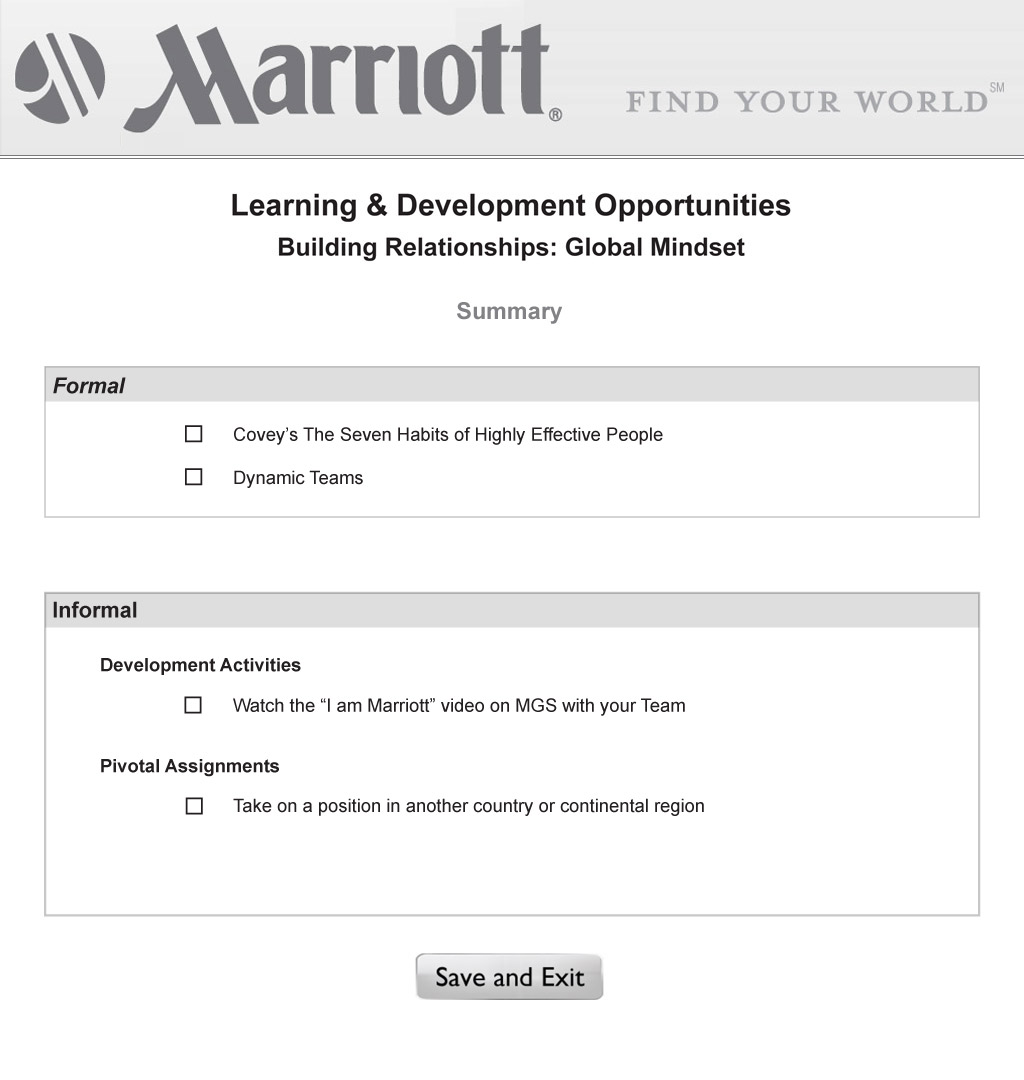 Marriott®
FIND YOUR WORLD℠
Learning & Development Opportunities
Building Relationships: Global Mindset
Summary
Formal
Covey’s The Seven Habits of Highly Effective People
Dynamic Teams
Informal
Development Activities
Watch the “I am Marriott” video on MGS with your Team
Pivotal Assignments
Take on a position in another country or continental region
Save and Exit